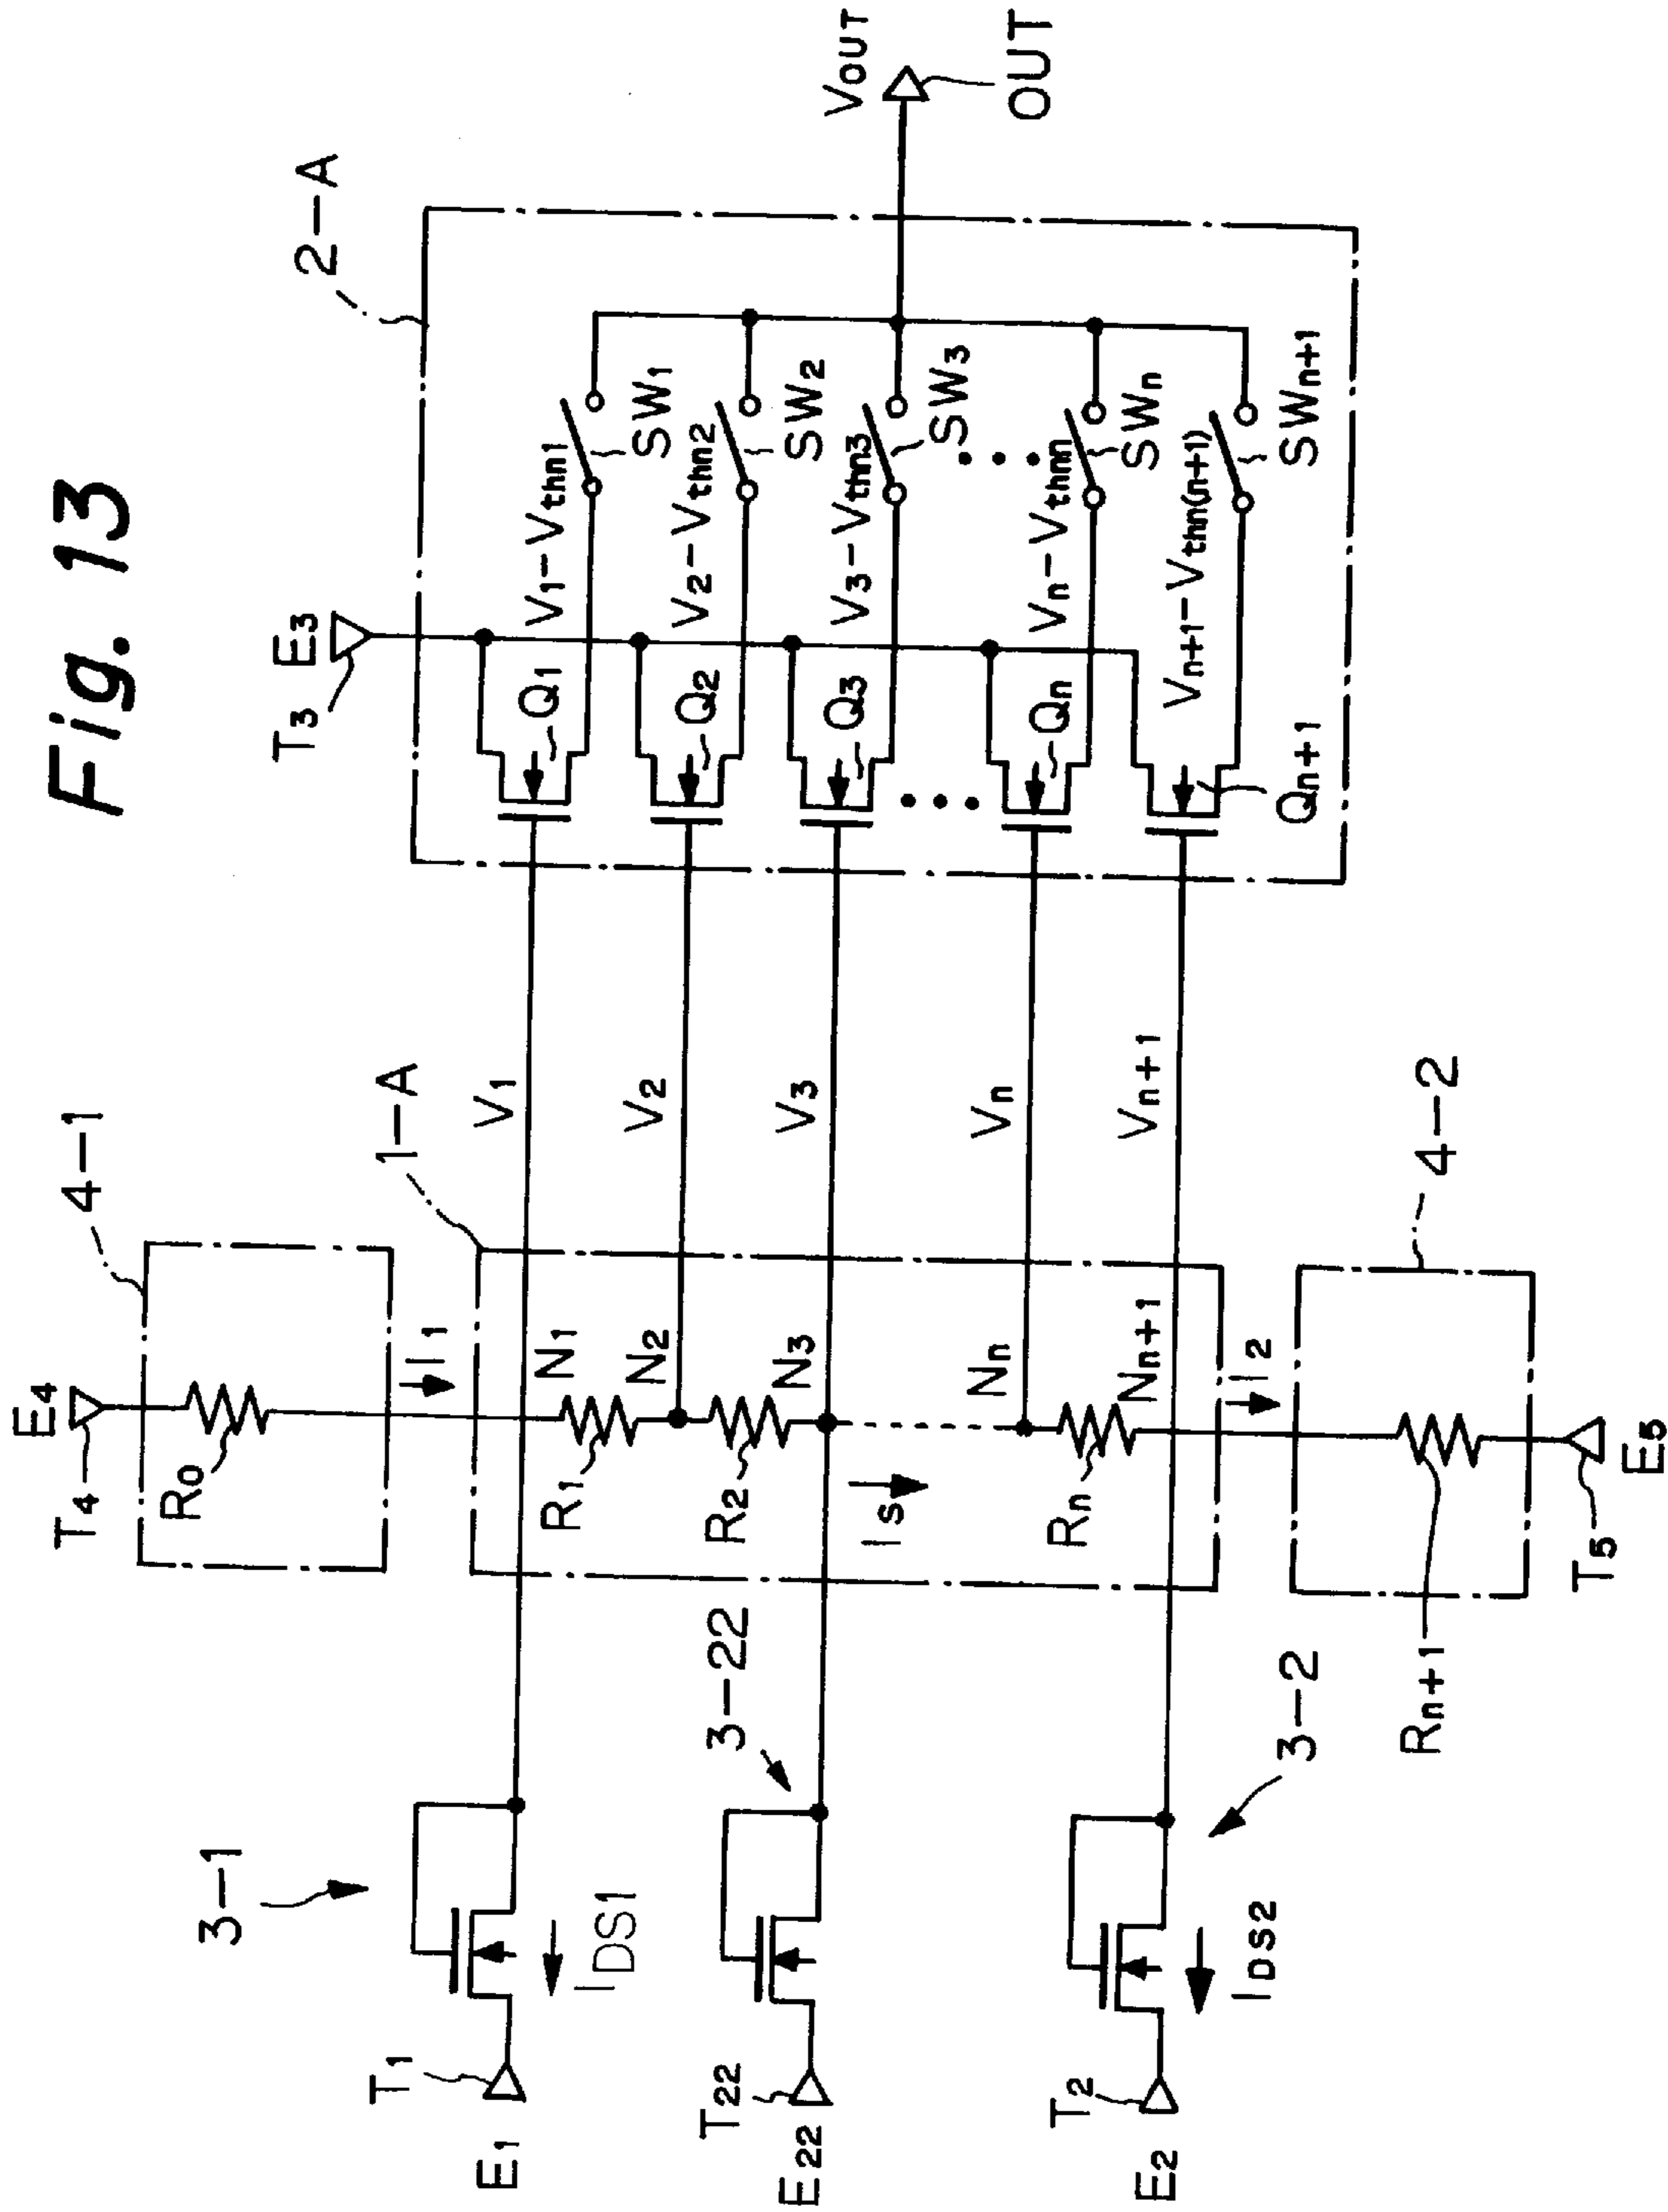 Fig. 13
T4 E4
4-1
R0
I1
T3 E3
2-A
1-A
3-1
T1
E1
IDS1
V1
N1
R1
Q1
V1-Vthn1
SW1
N2
V2
R2
Q2
V2-Vthn2
SW2
3-22
T22
E22
N3
V3
Q3
V3-Vthn3
SW3
VOUT
OUT
IS
Nn
Vn
Rn
Qn
Vn-Vthnn
SWn
T2
E2
IDS2
3-2
Nn+1
Vn+1
Qn+1
Vn+1-Vthn(n+1)
SWn+1
I2
4-2
Rn+1
T5 E5